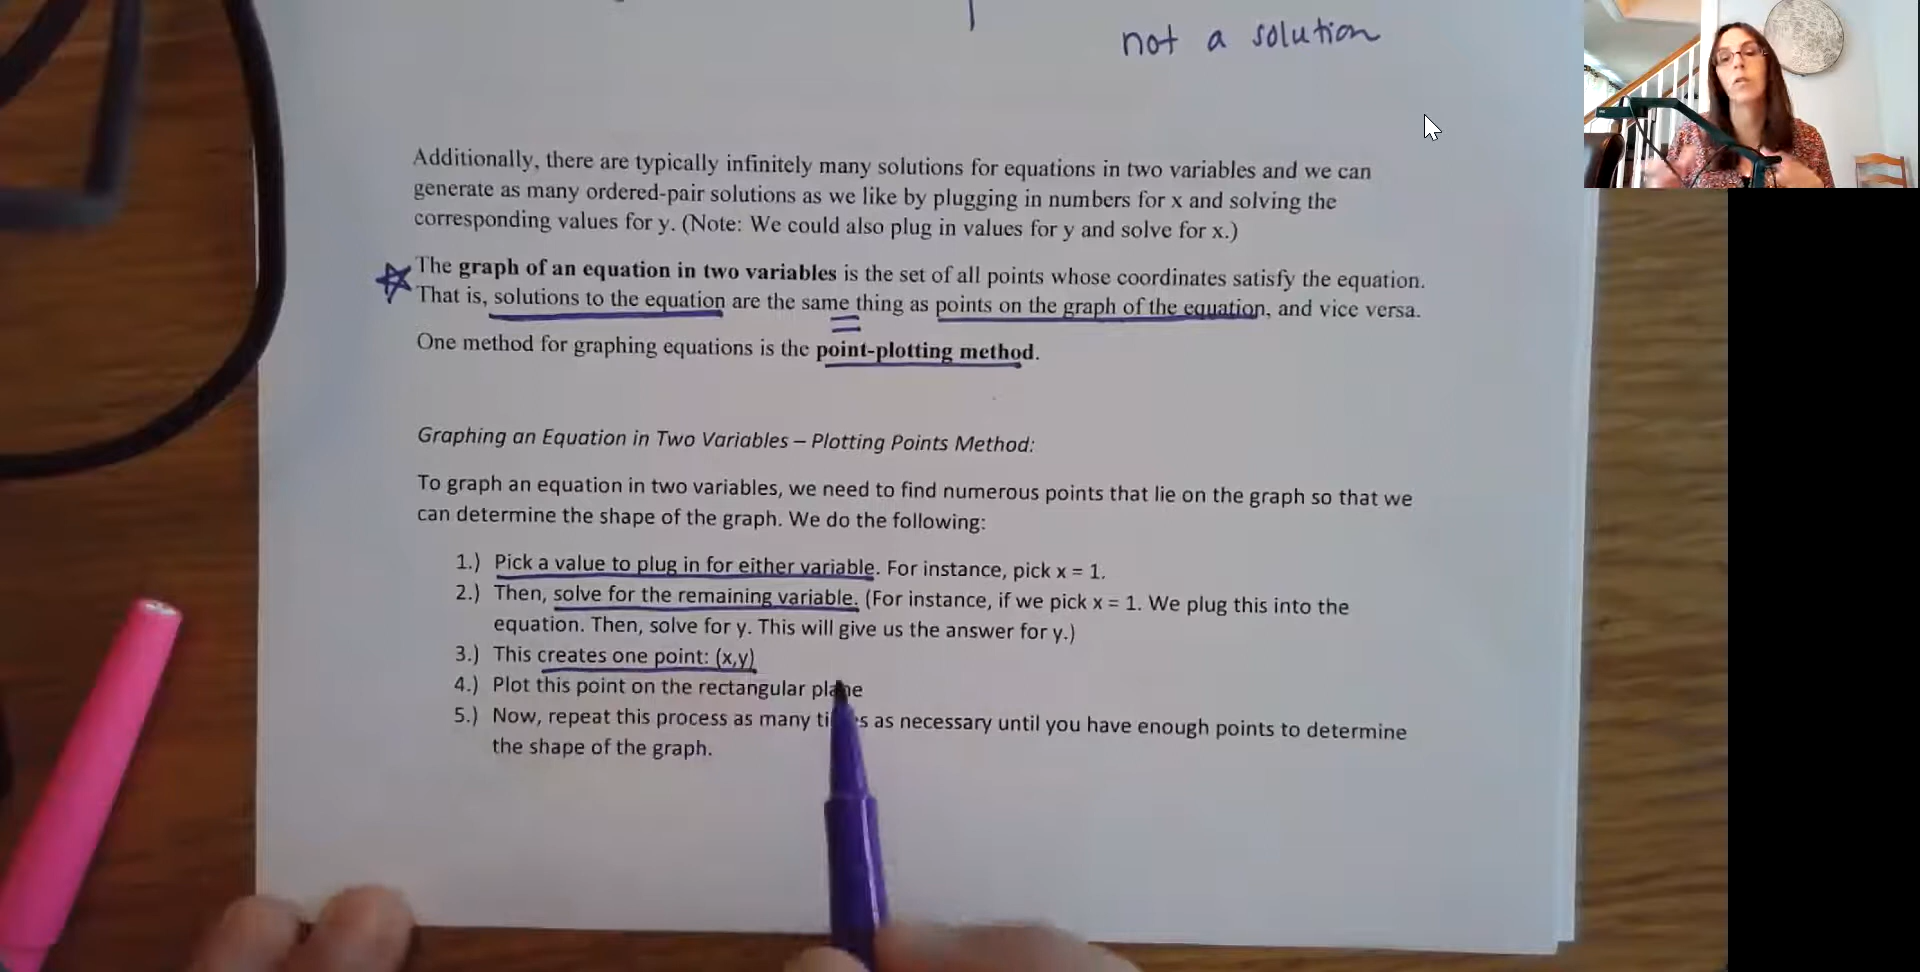 not a solution
Additionally, there are typically infinitely many solutions for equations in two variables and we can
generate as many ordered-pair solutions as we like by plugging in numbers for x and solving the
corresponding values for y. (Note: We could also plug in values for y and solve for x.)
The graph of an equation in two variables is the set of all points whose coordinates satisfy the equation.
That is, solutions to the equation are the same thing as points on the graph of the equation, and vice versa.
=
One method for graphing equations is the point-plotting method.
Graphing an Equation in Two Variables – Plotting Points Method:
To graph an equation in two variables, we need to find numerous points that lie on the graph so that we
can determine the shape of the graph. We do the following:
1.) Pick a value to plug in for either variable. For instance, pick x = 1.
2.) Then, solve for the remaining variable. (For instance, if we pick x = 1. We plug this into the
equation. Then, solve for y. This will give us the answer for y.)
3.) This creates one point: (x,y)
4.) Plot this point on the rectangular plane
5.) Now, repeat this process as many times as necessary until you have enough points to determine
the shape of the graph.